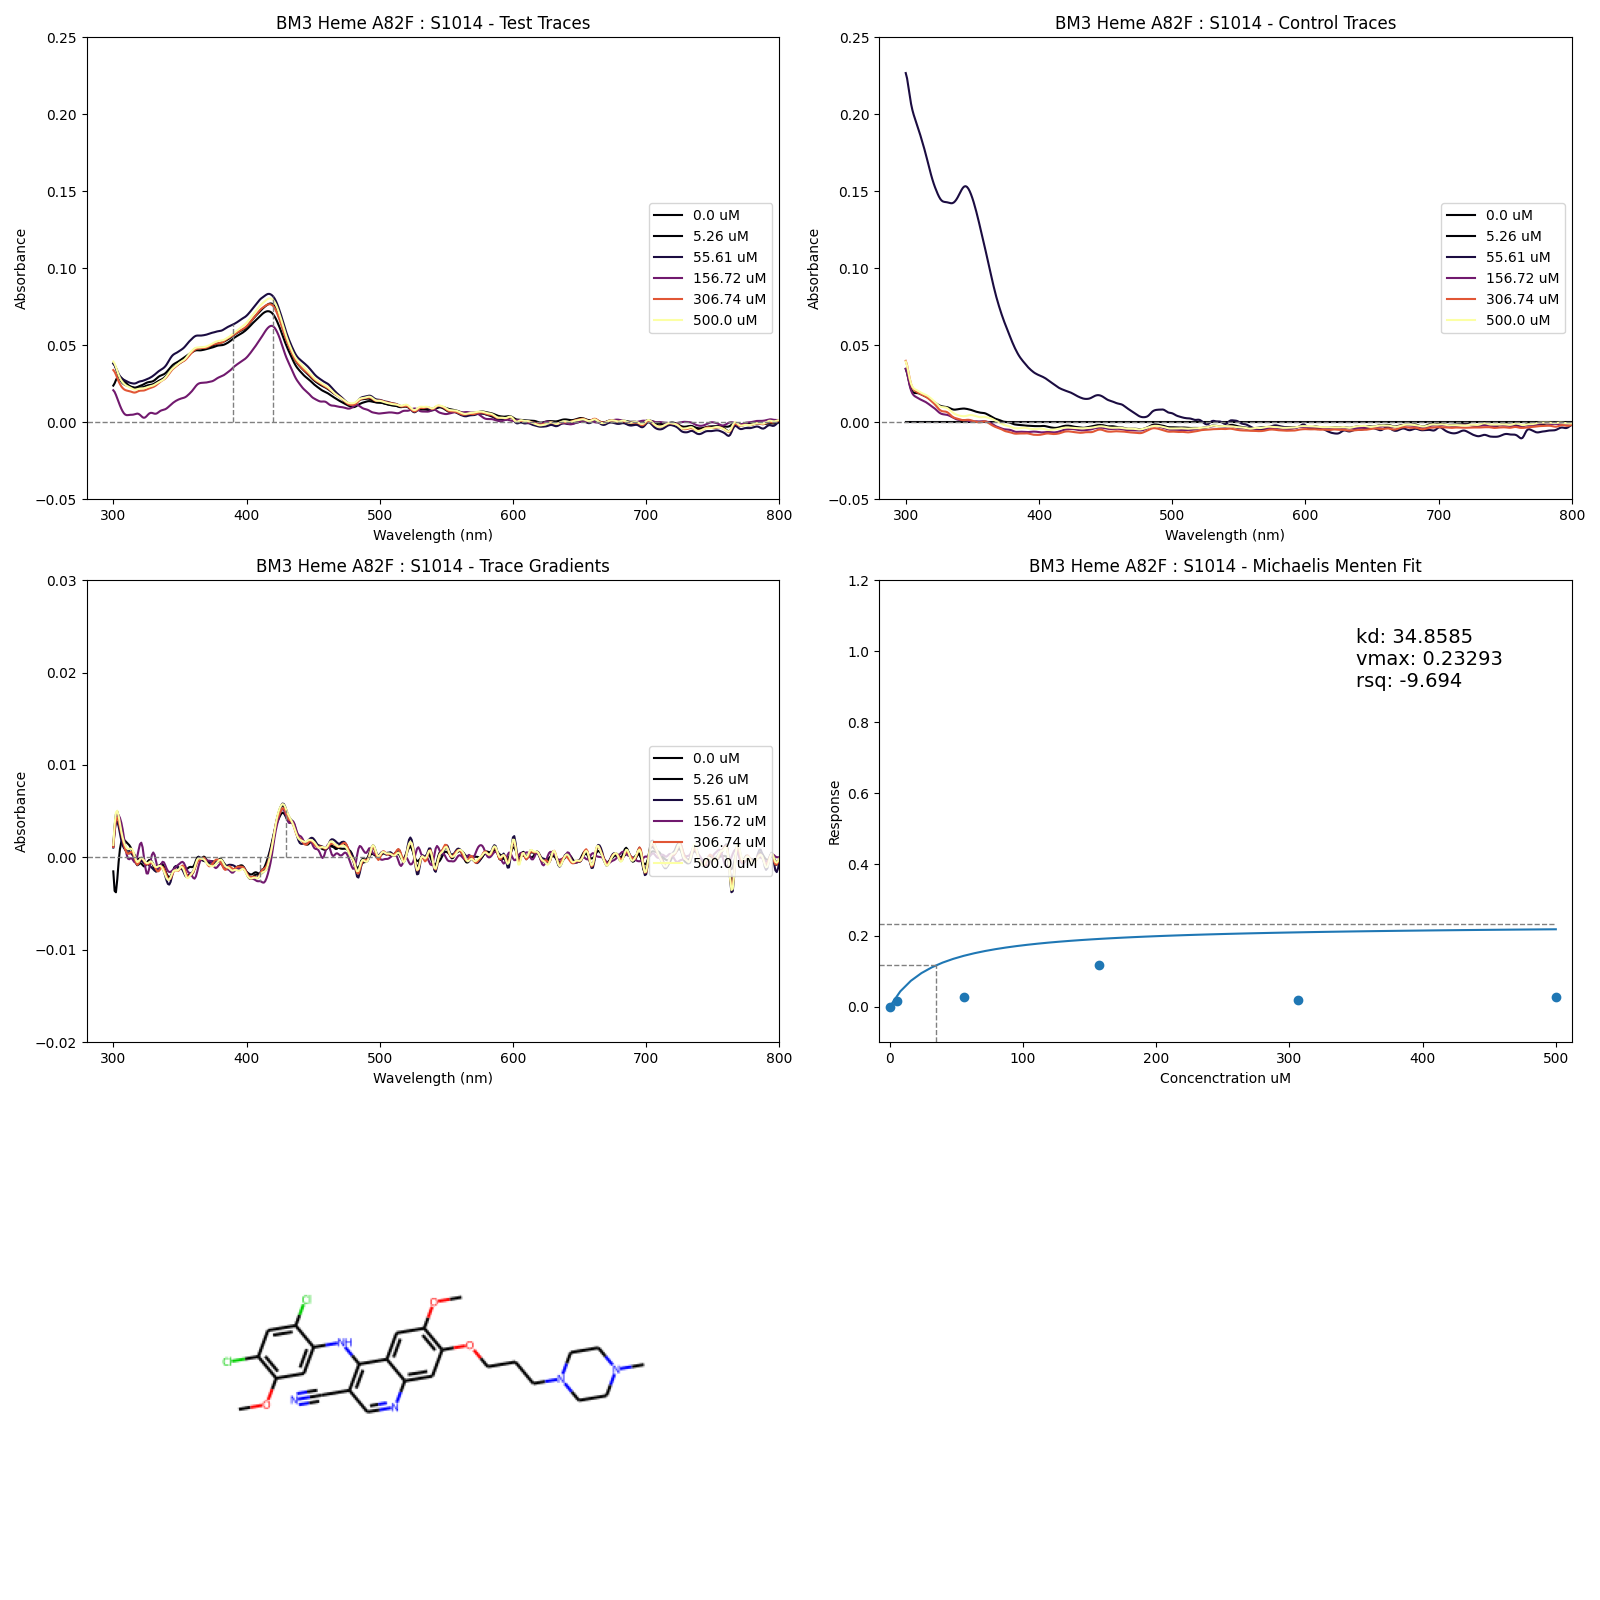 BM3 Heme A82F : S1014 - Test Traces
0.25
0.20
0.15
0.10
0.05
0.00
−0.05
Absorbance
300 400 500 600 700 800
Wavelength (nm)
0.0 uM
5.26 uM
55.61 uM
156.72 uM
306.74 uM
500.0 uM
BM3 Heme A82F : S1014 - Control Traces
0.25
0.20
0.15
0.10
0.05
0.00
−0.05
Absorbance
300 400 500 600 700 800
Wavelength (nm)
0.0 uM
5.26 uM
55.61 uM
156.72 uM
306.74 uM
500.0 uM
BM3 Heme A82F : S1014 - Trace Gradients
0.03
0.02
0.01
0.00
−0.01
−0.02
Absorbance
300 400 500 600 700 800
Wavelength (nm)
0.0 uM
5.26 uM
55.61 uM
156.72 uM
306.74 uM
500.0 uM
BM3 Heme A82F : S1014 - Michaelis Menten Fit
1.2
1.0
0.8
0.6
0.4
0.2
0.0
Response
0 100 200 300 400 500
Concenctration uM
kd: 34.8585
vmax: 0.23293
rsq: -9.694
Cl
O
NH
O
Cl
N
N
O
N
N